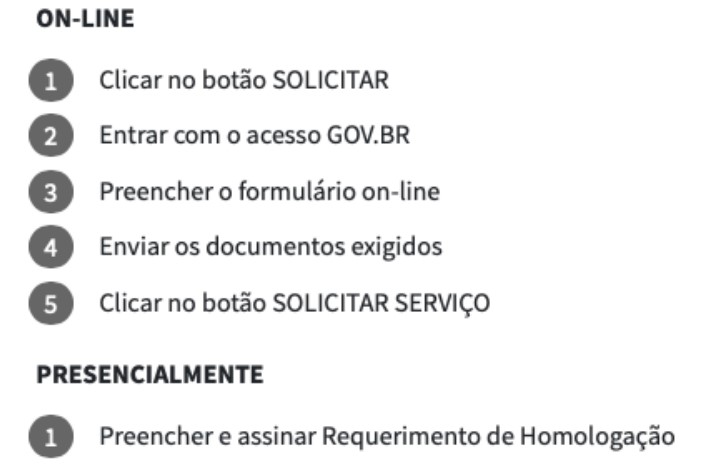 ON-LINE
1 Clicar no botão SOLICITAR
2 Entrar com o acesso GOV.BR
3 Preencher o formulário on-line
4 Enviar os documentos exigidos
5 Clicar no botão SOLICITAR SERVIÇO
PRESENCIALMENTE
1 Preencher e assinar Requerimento de Homologação